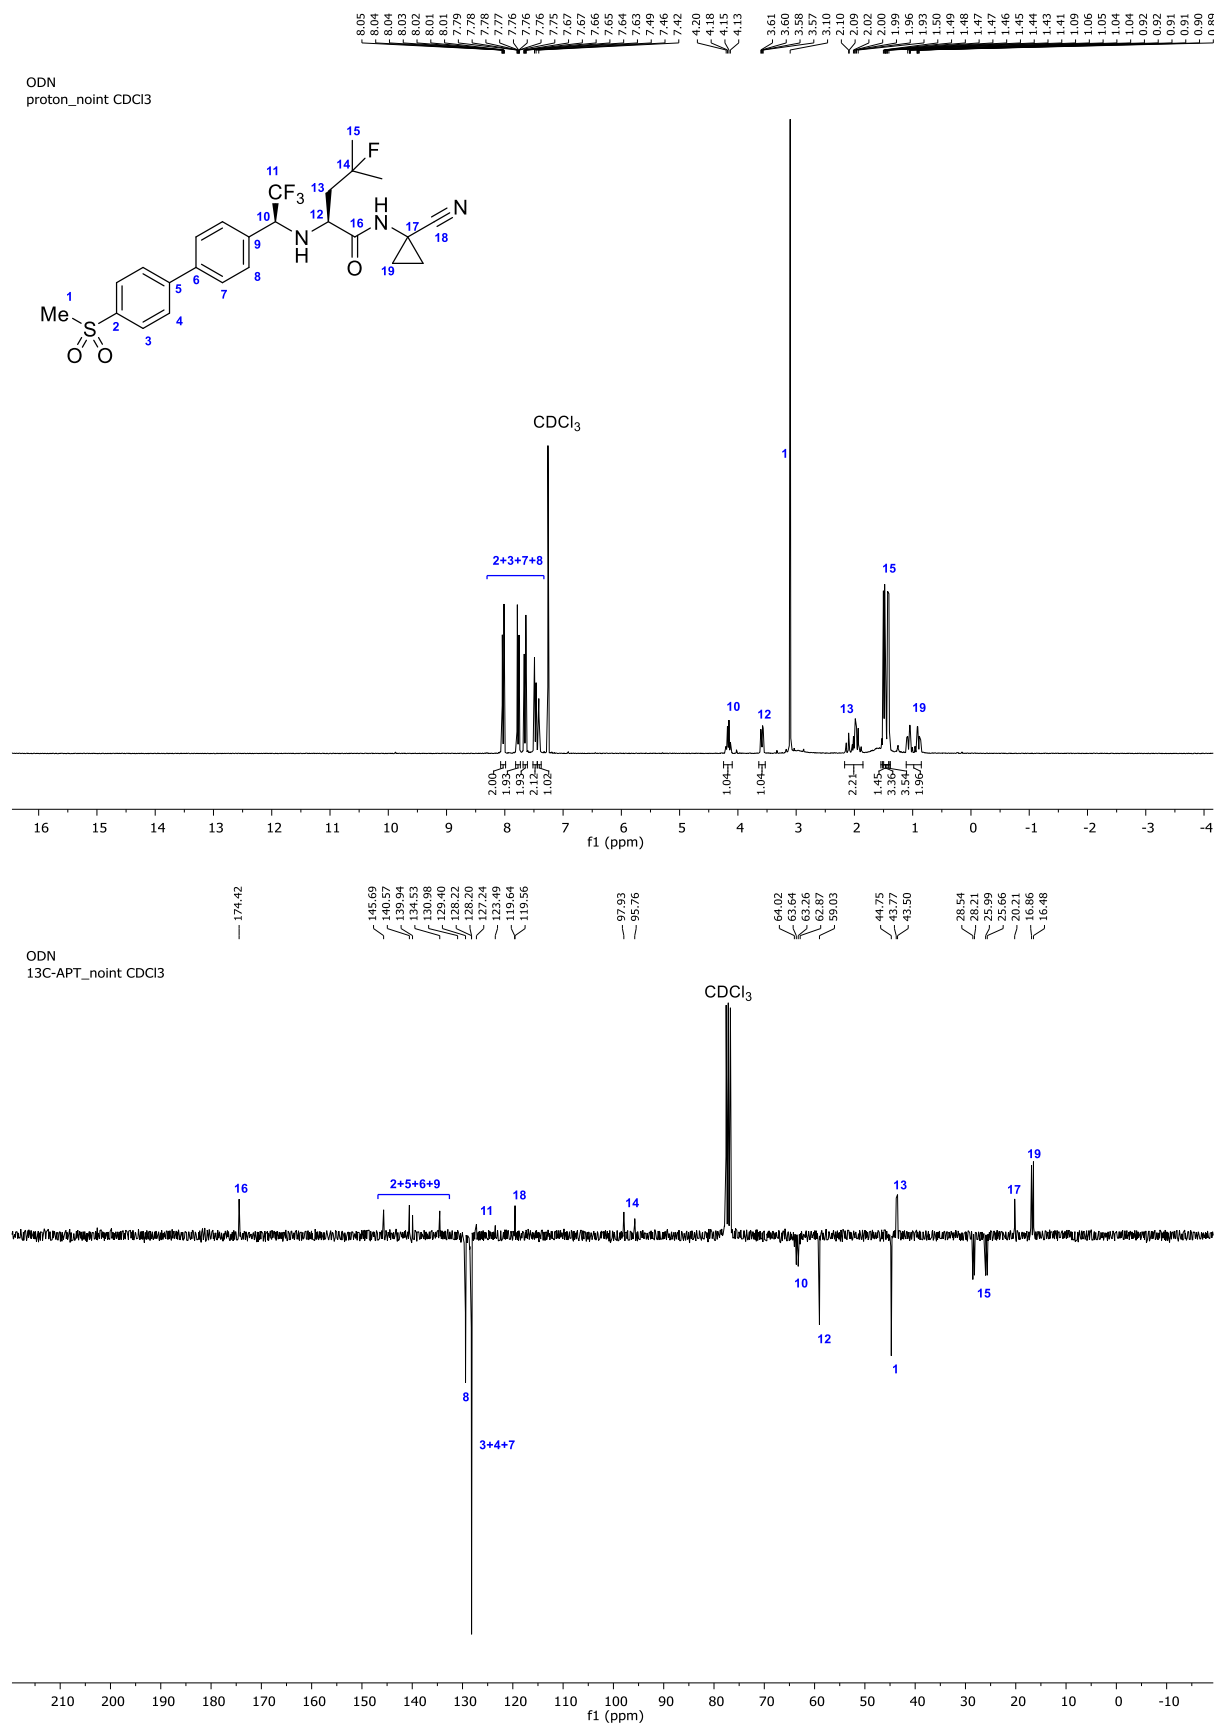 8.05 8.04 8.04 8.03 8.02 8.01 8.01 7.79 7.78 7.78 7.77 7.76 7.76 7.76 7.75 7.67 7.67 7.66 7.65 7.64 7.63 7.49 7.46 7.42 4.20 4.18 4.15 4.13 3.61 3.60 3.58 3.57 3.10 2.10 2.09 2.02 2.00 1.99 1.96 1.93 1.50 1.49 1.48 1.47 1.47 1.46 1.45 1.44 1.43 1.41 1.09 1.06 1.05 1.04 1.04 0.92 0.92 0.91 0.91 0.90 0.89
ODN
proton_noint CDCl3
15
F
14
11
13
CF3
H
N
10
12
16
17
N
N
H
9
18
O
19
8
6
7
5
1
Me
2
4
S
3
O O
CDCl3
1
2+3+7+8
15
10
12
13
19
2.00 1.93 1.93 2.12 1.02 1.04 1.04 2.21 1.45 3.36 3.54 1.96
16 15 14 13 12 11 10 9 8 7 6 5 4 3 2 1 0 -1 -2 -3 -4
f1 (ppm)
174.42 145.69 140.57 139.94 134.53 130.98 129.40 128.22 128.20 127.24 123.49 119.64 119.56 97.93 95.76 64.02 63.64 63.26 62.87 59.03 44.75 43.77 43.50 28.54 28.21 25.99 25.66 20.21 16.86 16.48
ODN
13C-APT_noint CDCl3
CDCl3
16
2+5+6+9
11
18
14
13
17
19
10
15
12
1
8
3+4+7
210 200 190 180 170 160 150 140 130 120 110 100 90 80 70 60 50 40 30 20 10 0 -10
f1 (ppm)